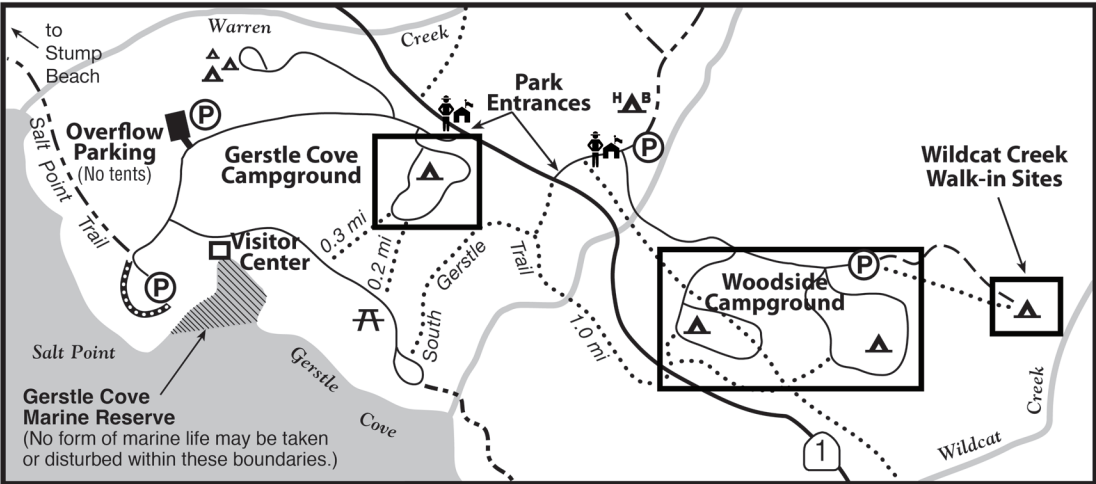 to
Stump
Beach
Warren
Creek
Park
Entrances
H B
P
Overflow
Parking
(No tents)
Salt Point Trail
Gerstle Cove
Campground
P
Wildcat Creek
Walk-in Sites
0.3 mi
0.2 mi
South Gerstle Trail
Visitor
Center
P
P
Woodside
Campground
1.0 mi
Salt Point
Gerstle
Cove
Gerstle Cove
Marine Reserve
(No form of marine life may be taken
or disturbed within these boundaries.)
1
Wildcat
Creek